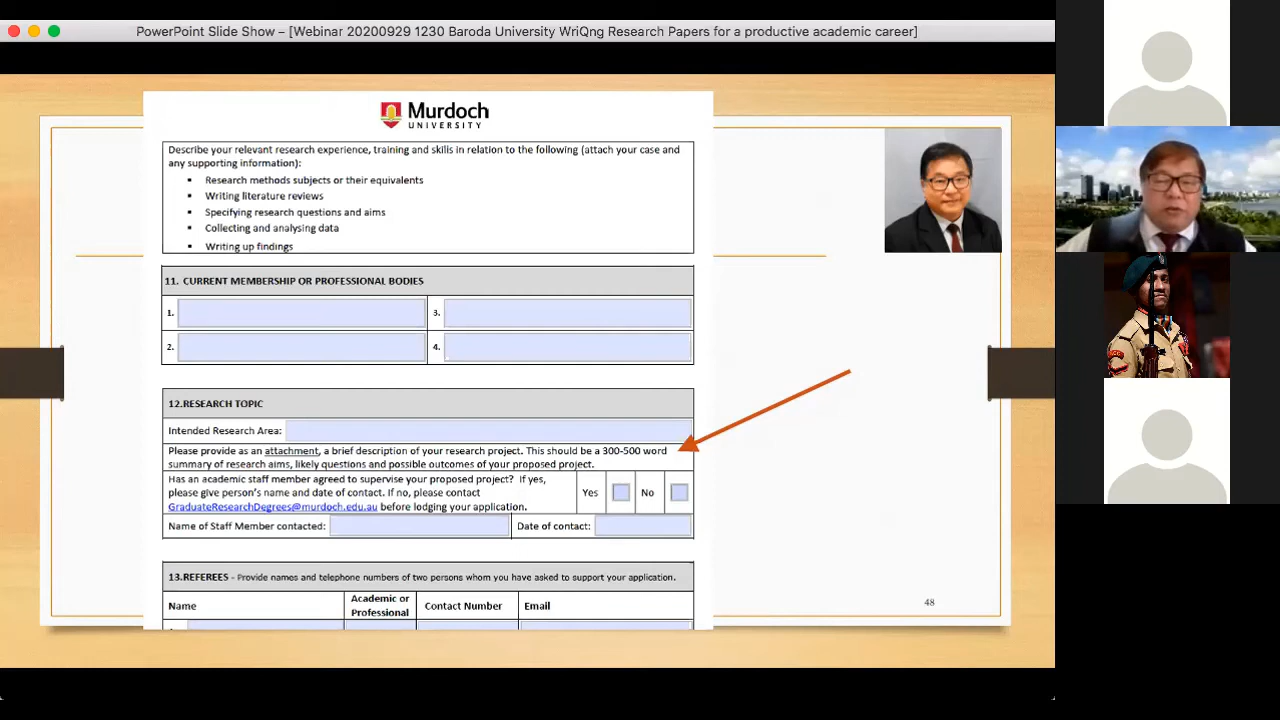 PowerPoint Slide Show – [Webinar 20200929 1230 Baroda University WriQng Research Papers for a productive academic career]
Murdoch
UNIVERSITY
Describe your relevant research experience, training and skills in relation to the following (attach your case and
any supporting information):
▪ Research methods subjects or their equivalents
▪ Writing literature reviews
▪ Specifying research questions and aims
▪ Collecting and analysing data
▪ Writing up findings
11. CURRENT MEMBERSHIP OR PROFESSIONAL BODIES
1. 3.
2. 4.
12.RESEARCH TOPIC
Intended Research Area:
Please provide as an attachment, a brief description of your research project. This should be a 300-500 word
summary of research aims, likely questions and possible outcomes of your proposed project.
Has an academic staff member agreed to supervise your proposed project? If yes,
please give person's name and date of contact. If no, please contact
GraduateResearchDegrees@murdoch.edu.au before lodging your application.
Yes No
Name of Staff Member contacted: Date of contact:
13.REFEREES - Provide names and telephone numbers of two persons whom you have asked to support your application.
Name Academic or Professional Contact Number Email
48